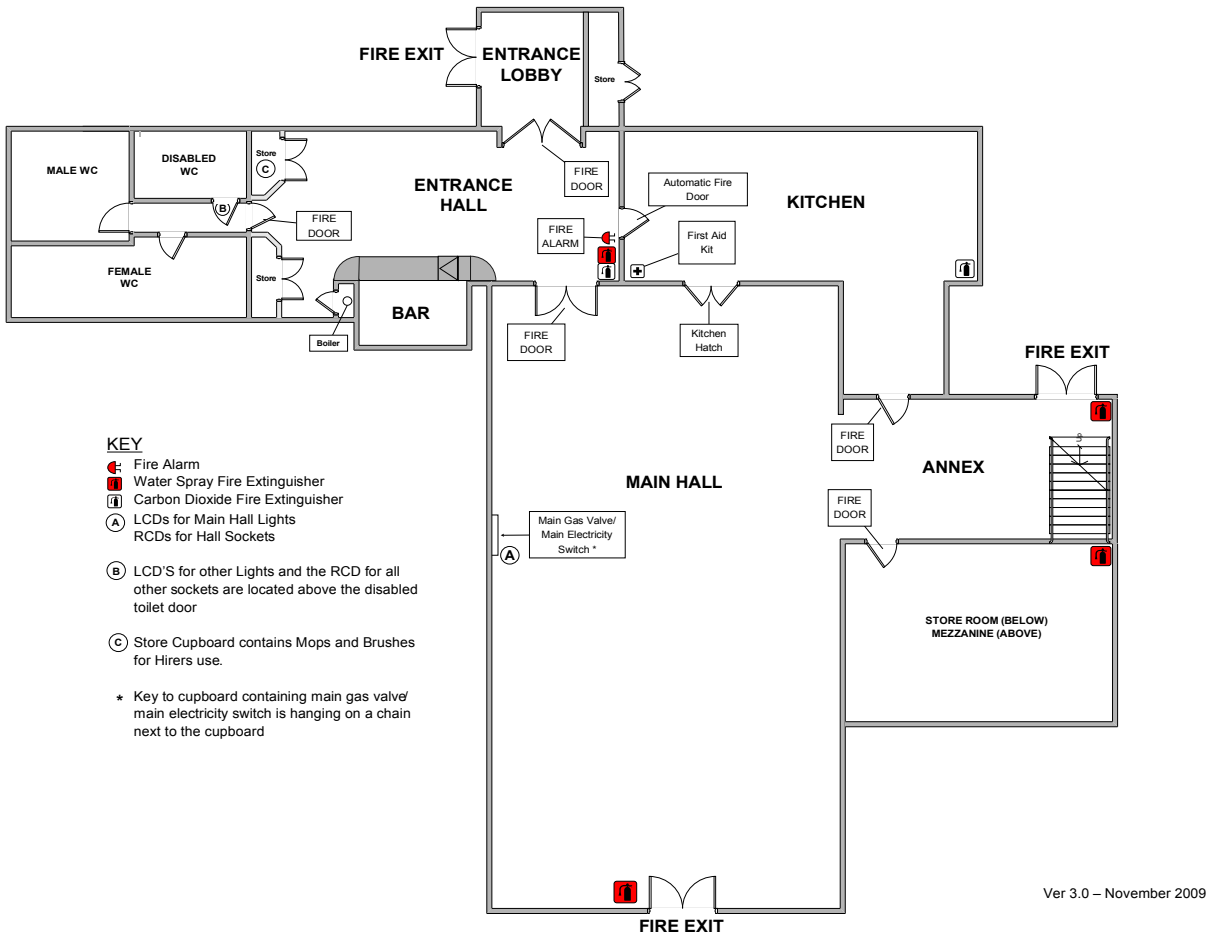 FIRE EXIT
ENTRANCE
LOBBY
Store
MALE WC
DISABLED
WC
Store
C
B
FIRE
DOOR
ENTRANCE
HALL
FIRE
DOOR
Automatic Fire
Door
KITCHEN
FIRE
ALARM
First Aid
Kit
FEMALE
WC
Store
BAR
Boiler
FIRE
DOOR
Kitchen
Hatch
FIRE EXIT
FIRE
DOOR
ANNEX
MAIN HALL
FIRE
DOOR
Main Gas Valve/
Main Electricity
Switch *
A
STORE ROOM (BELOW)
MEZZANINE (ABOVE)
KEY
Fire Alarm
Water Spray Fire Extinguisher
Carbon Dioxide Fire Extinguisher
A LCDs for Main Hall Lights
RCDs for Hall Sockets
B LCD'S for other Lights and the RCD for all
other sockets are located above the disabled
toilet door
C Store Cupboard contains Mops and Brushes
for Hirers use.
* Key to cupboard containing main gas valve/
main electricity switch is hanging on a chain
next to the cupboard
FIRE EXIT
Ver 3.0 – November 2009